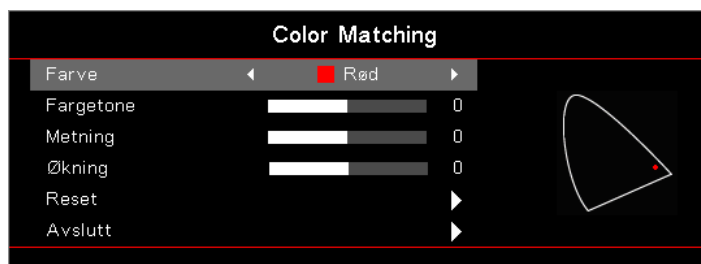 Color Matching
Farve Rød
Fargetone 0
Metning 0
Økning 0
Reset
Avslutt